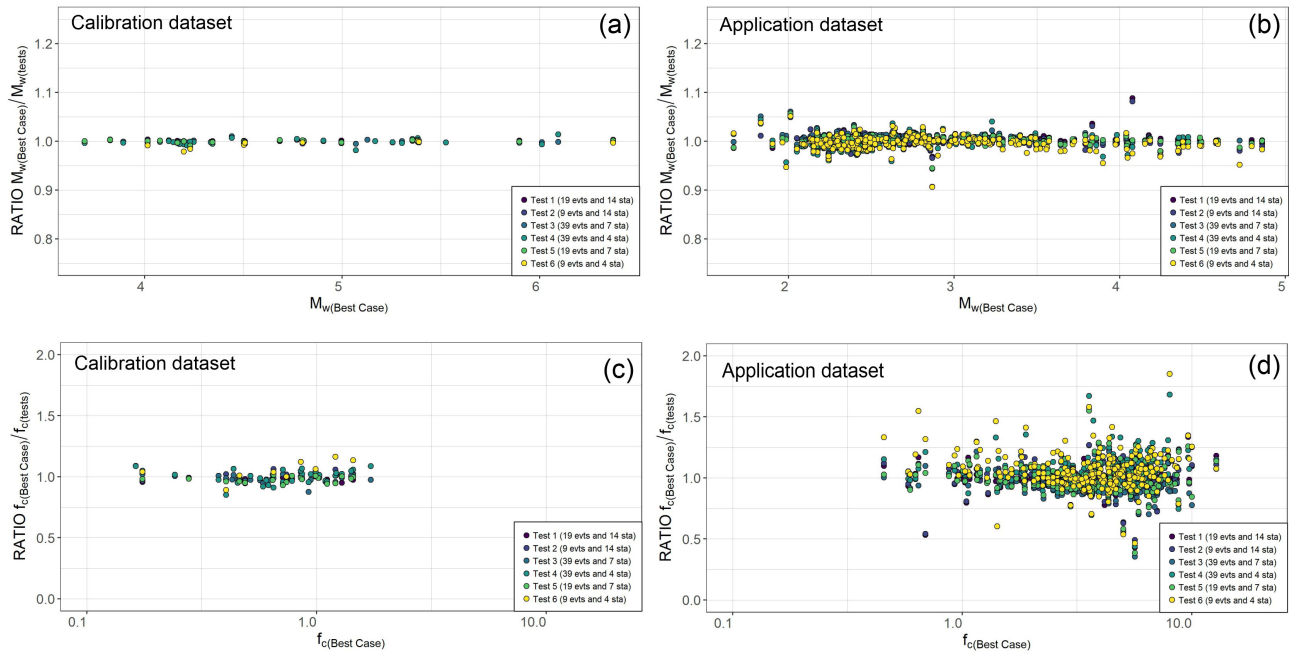 Calibration dataset
(a)
RATIO Mw(Best Case)/Mw(tests)
1.2
1.1
1.0
0.9
0.8
Test 1 (19 evts and 14 sta)
Test 2 (9 evts and 14 sta)
Test 3 (39 evts and 7 sta)
Test 4 (39 evts and 4 sta)
Test 5 (19 evts and 7 sta)
Test 6 (9 evts and 4 sta)
4 5 6
Mw(Best Case)
Application dataset
(b)
RATIO Mw(Best Case)/Mw(tests)
1.2
1.1
1.0
0.9
0.8
Test 1 (19 evts and 14 sta)
Test 2 (9 evts and 14 sta)
Test 3 (39 evts and 7 sta)
Test 4 (39 evts and 4 sta)
Test 5 (19 evts and 7 sta)
Test 6 (9 evts and 4 sta)
2 3 4 5
Mw(Best Case)
Calibration dataset
(c)
RATIO fc(Best Case)/fc(tests)
2.0
1.5
1.0
0.5
0.0
Test 1 (19 evts and 14 sta)
Test 2 (9 evts and 14 sta)
Test 3 (39 evts and 7 sta)
Test 4 (39 evts and 4 sta)
Test 5 (19 evts and 7 sta)
Test 6 (9 evts and 4 sta)
0.1 1.0 10.0
fc(Best Case)
Application dataset
(d)
RATIO fc(Best Case)/fc(tests)
2.0
1.5
1.0
0.5
0.0
Test 1 (19 evts and 14 sta)
Test 2 (9 evts and 14 sta)
Test 3 (39 evts and 7 sta)
Test 4 (39 evts and 4 sta)
Test 5 (19 evts and 7 sta)
Test 6 (9 evts and 4 sta)
0.1 1.0 10.0
fc(Best Case)